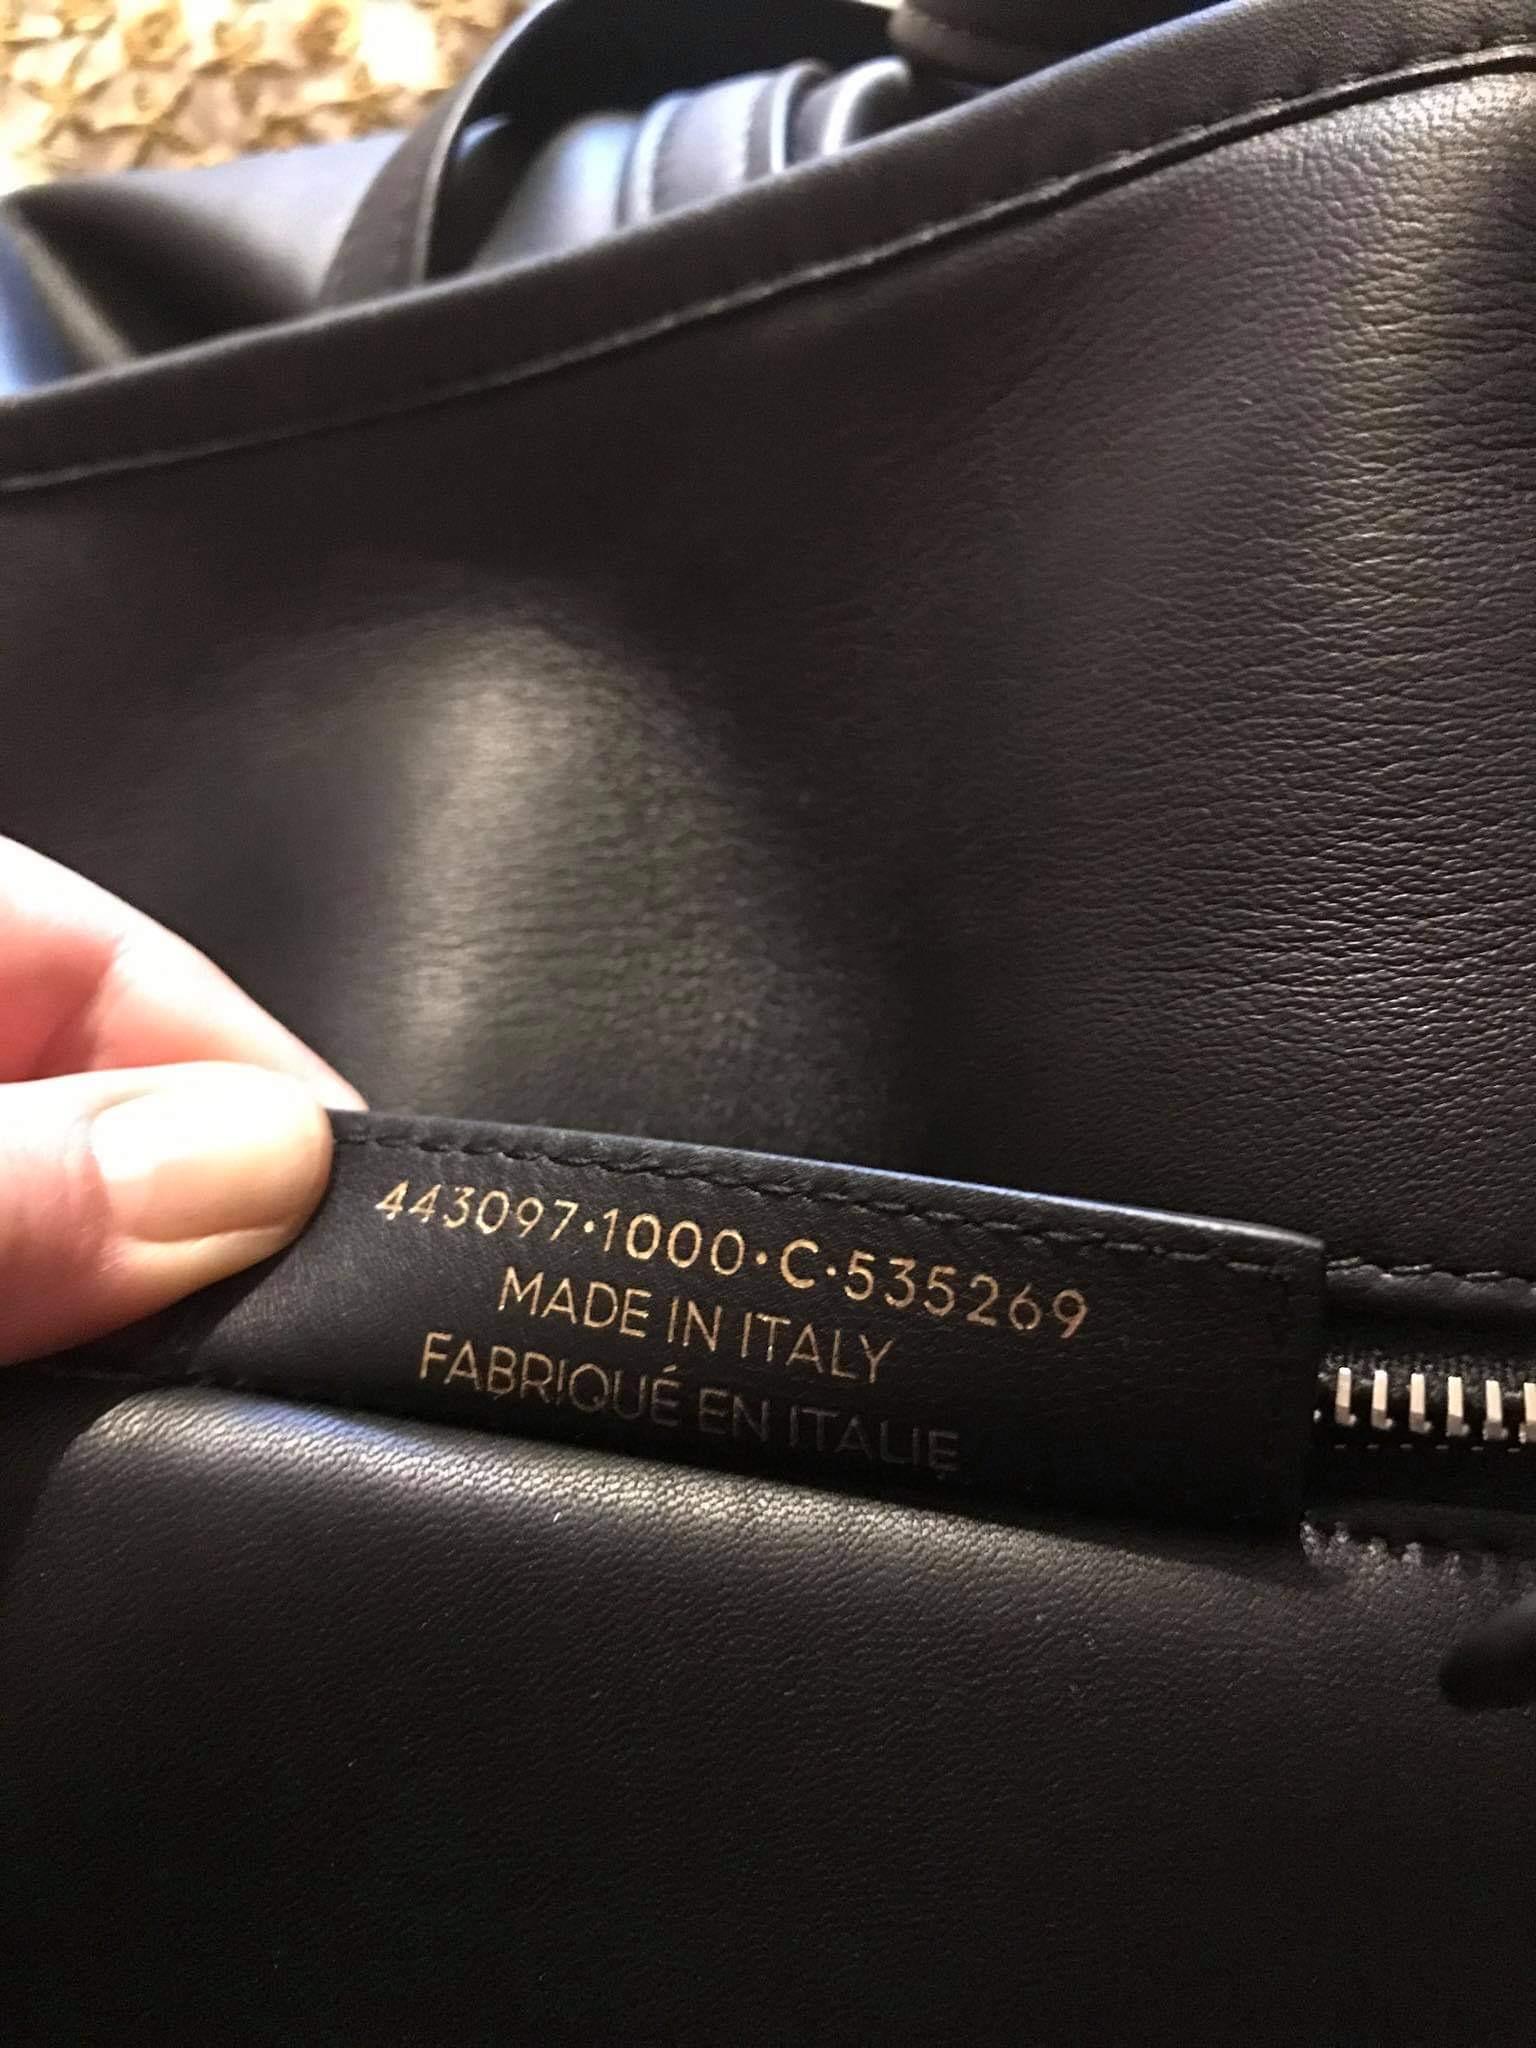 443097·1000·C·535269
MADE IN ITALY
FABRIQUÉ EN ITALIE